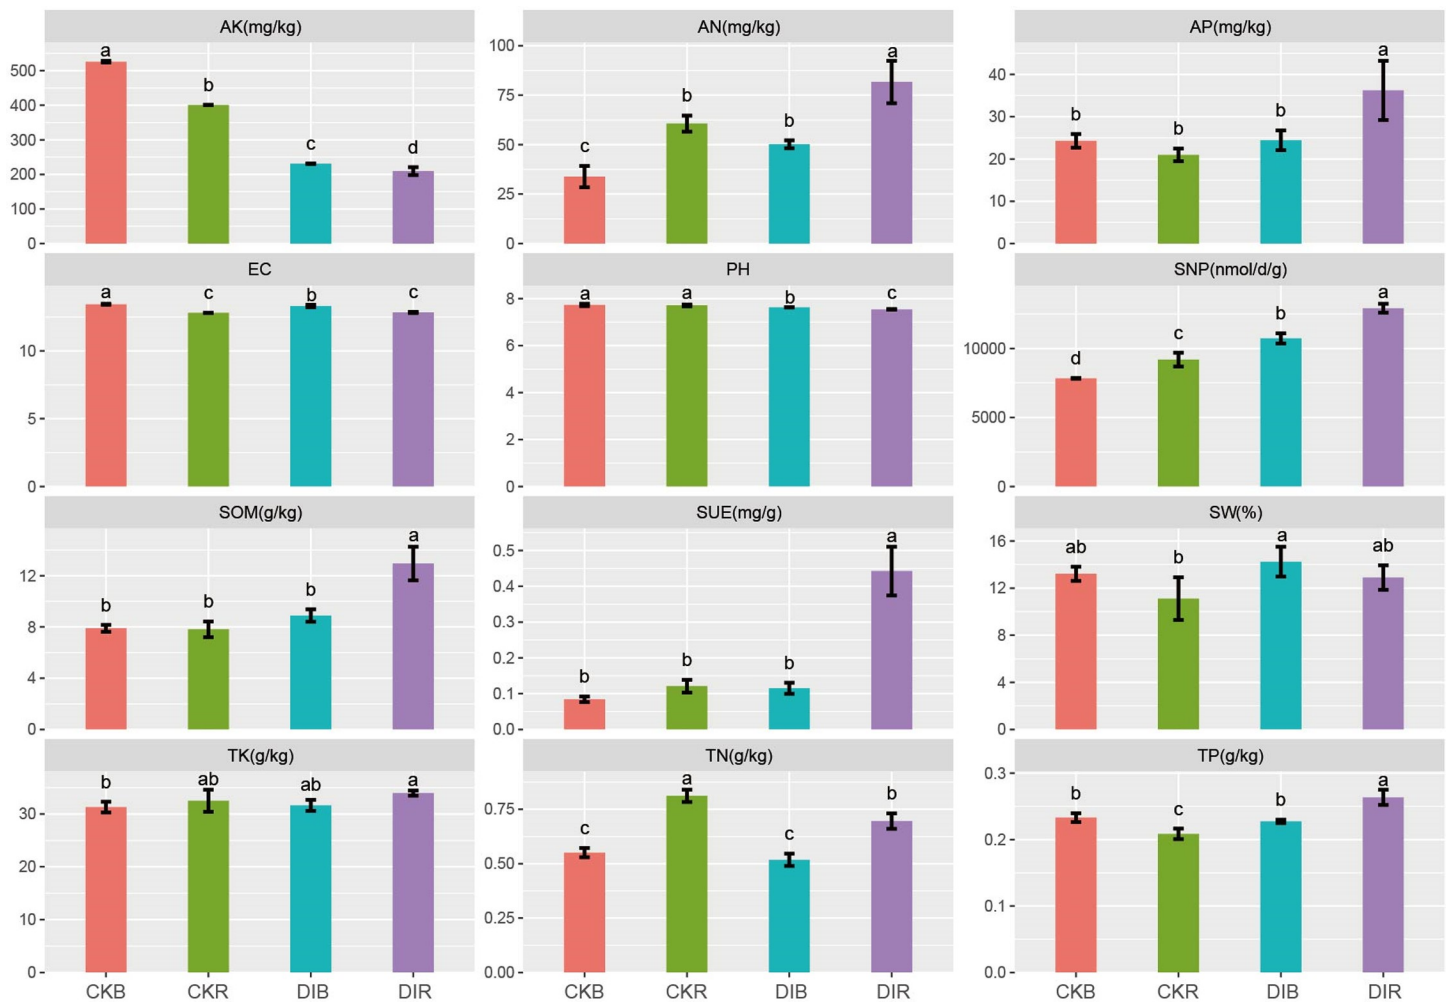 AK(mg/kg)
AN(mg/kg)
AP(mg/kg)
500
400
300
200
100
0
a
b
c
d
100
75
50
25
0
c
b
b
a
40
30
20
10
0
b
b
b
a
EC
PH
SNP(nmol/d/g)
10
5
0
a
c
b
c
8
6
4
2
0
a
a
b
c
10000
5000
0
d
c
b
a
SOM(g/kg)
SUE(mg/g)
SW(%)
12
8
4
0
b
b
b
a
0.5
0.4
0.3
0.2
0.1
0.0
b
b
b
a
16
12
8
4
0
ab
b
a
ab
TK(g/kg)
TN(g/kg)
TP(g/kg)
30
20
10
0
b
ab
ab
a
0.75
0.50
0.25
0.00
c
a
c
b
0.3
0.2
0.1
0.0
b
c
b
a
CKB CKR DIB DIR
CKB CKR DIB DIR
CKB CKR DIB DIR